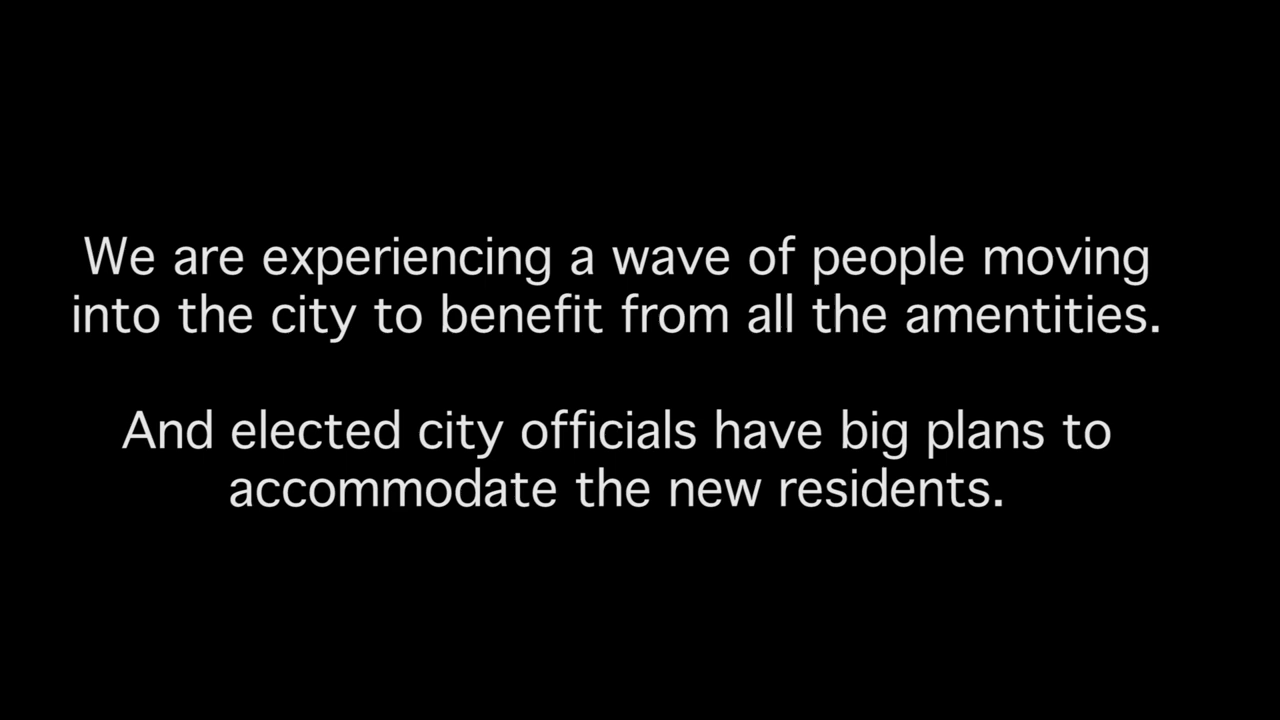 We are experiencing a wave of people moving
into the city to benefit from all the amentities.
And elected city officials have big plans to
accommodate the new residents.